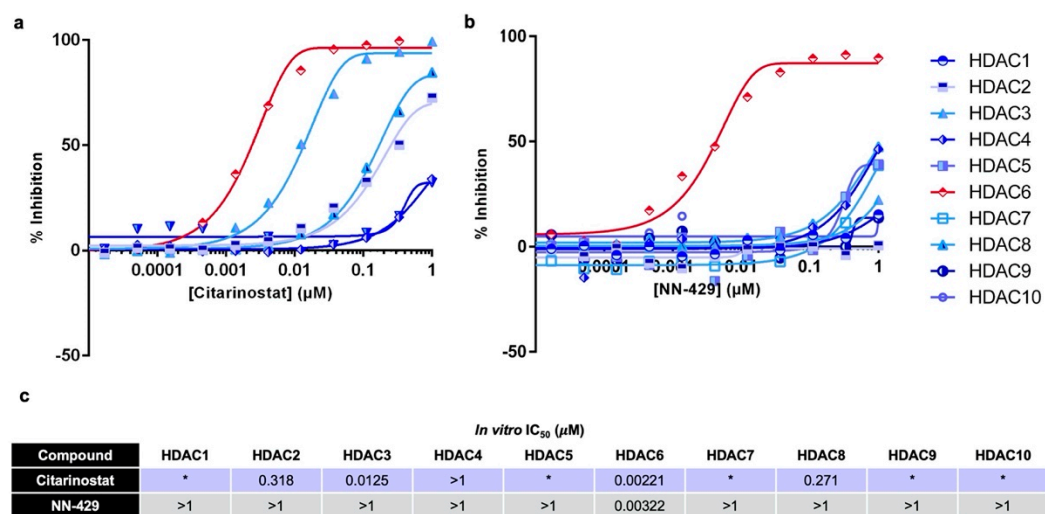 a
b
100
50
0
-50
% Inhibition
0.0001 0.001 0.01 0.1 1
[Citarinostat] (µM)
100
50
0
-50
% Inhibition
0.0001 0.001 0.01 0.1 1
[NN-429] (µM)
HDAC1
HDAC2
HDAC3
HDAC4
HDAC5
HDAC6
HDAC7
HDAC8
HDAC9
HDAC10
c
In vitro IC50 (µM)
Compound HDAC1 HDAC2 HDAC3 HDAC4 HDAC5 HDAC6 HDAC7 HDAC8 HDAC9 HDAC10
Citarinostat * 0.318 0.0125 >1 * 0.00221 * 0.271 * *
NN-429 >1 >1 >1 >1 >1 0.00322 >1 >1 >1 >1